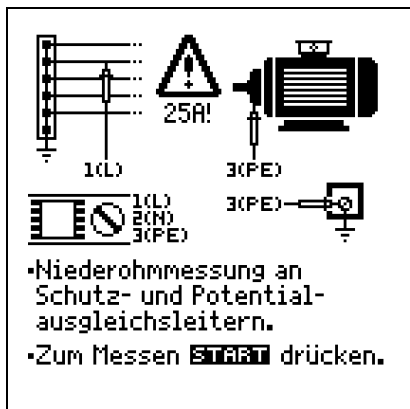 25A!
1(L)
3(PE)
1(L)
2(N)
3(PE)
3(PE)
•Niederohmmessung an
Schutz- und Potential-
ausgleichsleitern.
•Zum Messen START drücken.